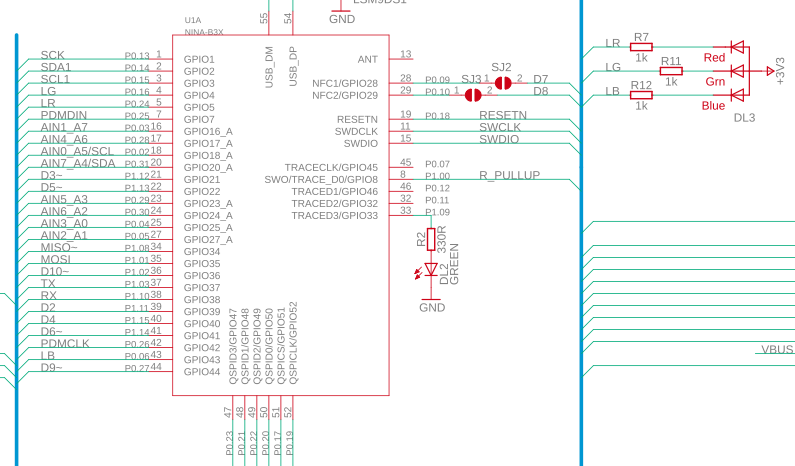 LSM9DS1
GND
55
54
U1A
NINA-B3X
USB_DM
USB_DP
SCK P0.13 1 GPIO1
SDA1 P0.14 2 GPIO2
SCL1 P0.15 3 GPIO3
LG P0.16 4 GPIO4
LR P0.24 5 GPIO5
PDMDIN P0.25 7 GPIO7
AIN1_A7 P0.03 16 GPIO16_A
AIN4_A6 P0.28 17 GPIO17_A
AIN0_A5/SCL P0.02 18 GPIO18_A
AIN7_A4/SDA P0.31 20 GPIO20_A
D3~ P1.12 21 GPIO21
D5~ P1.13 22 GPIO22
AIN5_A3 P0.29 23 GPIO23_A
AIN6_A2 P0.30 24 GPIO24_A
AIN3_A0 P0.04 25 GPIO25_A
AIN2_A1 P0.05 27 GPIO27_A
MISO~ P1.08 34 GPIO34
MOSI P1.01 35 GPIO35
D10~ P1.02 36 GPIO36
TX P1.03 37 GPIO37
RX P1.10 38 GPIO38
D2 P1.11 39 GPIO39
D4 P1.15 40 GPIO40
D6~ P1.14 41 GPIO41
PDMCLK P0.26 42 GPIO42
LB P0.06 43 GPIO43
D9~ P0.27 44 GPIO44
ANT 13
NFC1/GPIO28 28 P0.09 SJ2 1 2 D7
NFC2/GPIO29 29 P0.10 SJ3 1 2 D8
RESETN 19 P0.18 RESETN
SWDCLK 11 SWCLK
SWDIO 15 SWDIO
TRACECLK/GPIO45 45 P0.07
SWO/TRACE_D0/GPIO8 8 P1.00 R_PULLUP
TRACED1/GPIO46 46 P0.12
TRACED2/GPIO32 32 P0.11
TRACED3/GPIO33 33 P1.09
R2
330R
DL2
GREEN
GND
QSPID3/GPIO47 47 P0.23
QSPID1/GPIO48 48 P0.21
QSPID2/GPIO49 49 P0.22
QSPID0/GPIO50 50 P0.20
QSPICS/GPIO51 51 P0.17
QSPICLK/GPIO52 52 P0.19
LR R7 1k Red
LG R11 1k Grn
LB R12 1k Blue
DL3
+3V3
VBUS